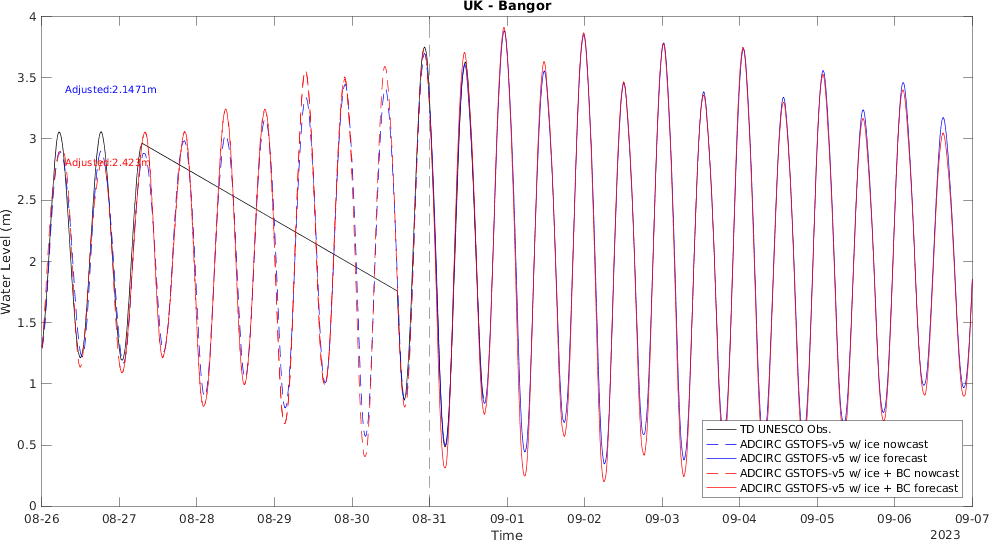 UK - Bangor
4
3.5
3
2.5
2
1.5
1
0.5
0
Water Level (m)
Adjusted:2.1471m
Adjusted:2.423m
TD UNESCO Obs.
ADCIRC GSTOFS-v5 w/ ice nowcast
ADCIRC GSTOFS-v5 w/ ice forecast
ADCIRC GSTOFS-v5 w/ ice + BC nowcast
ADCIRC GSTOFS-v5 w/ ice + BC forecast
08-26 08-27 08-28 08-29 08-30 08-31 09-01 09-02 09-03 09-04 09-05 09-06 09-07
Time
2023